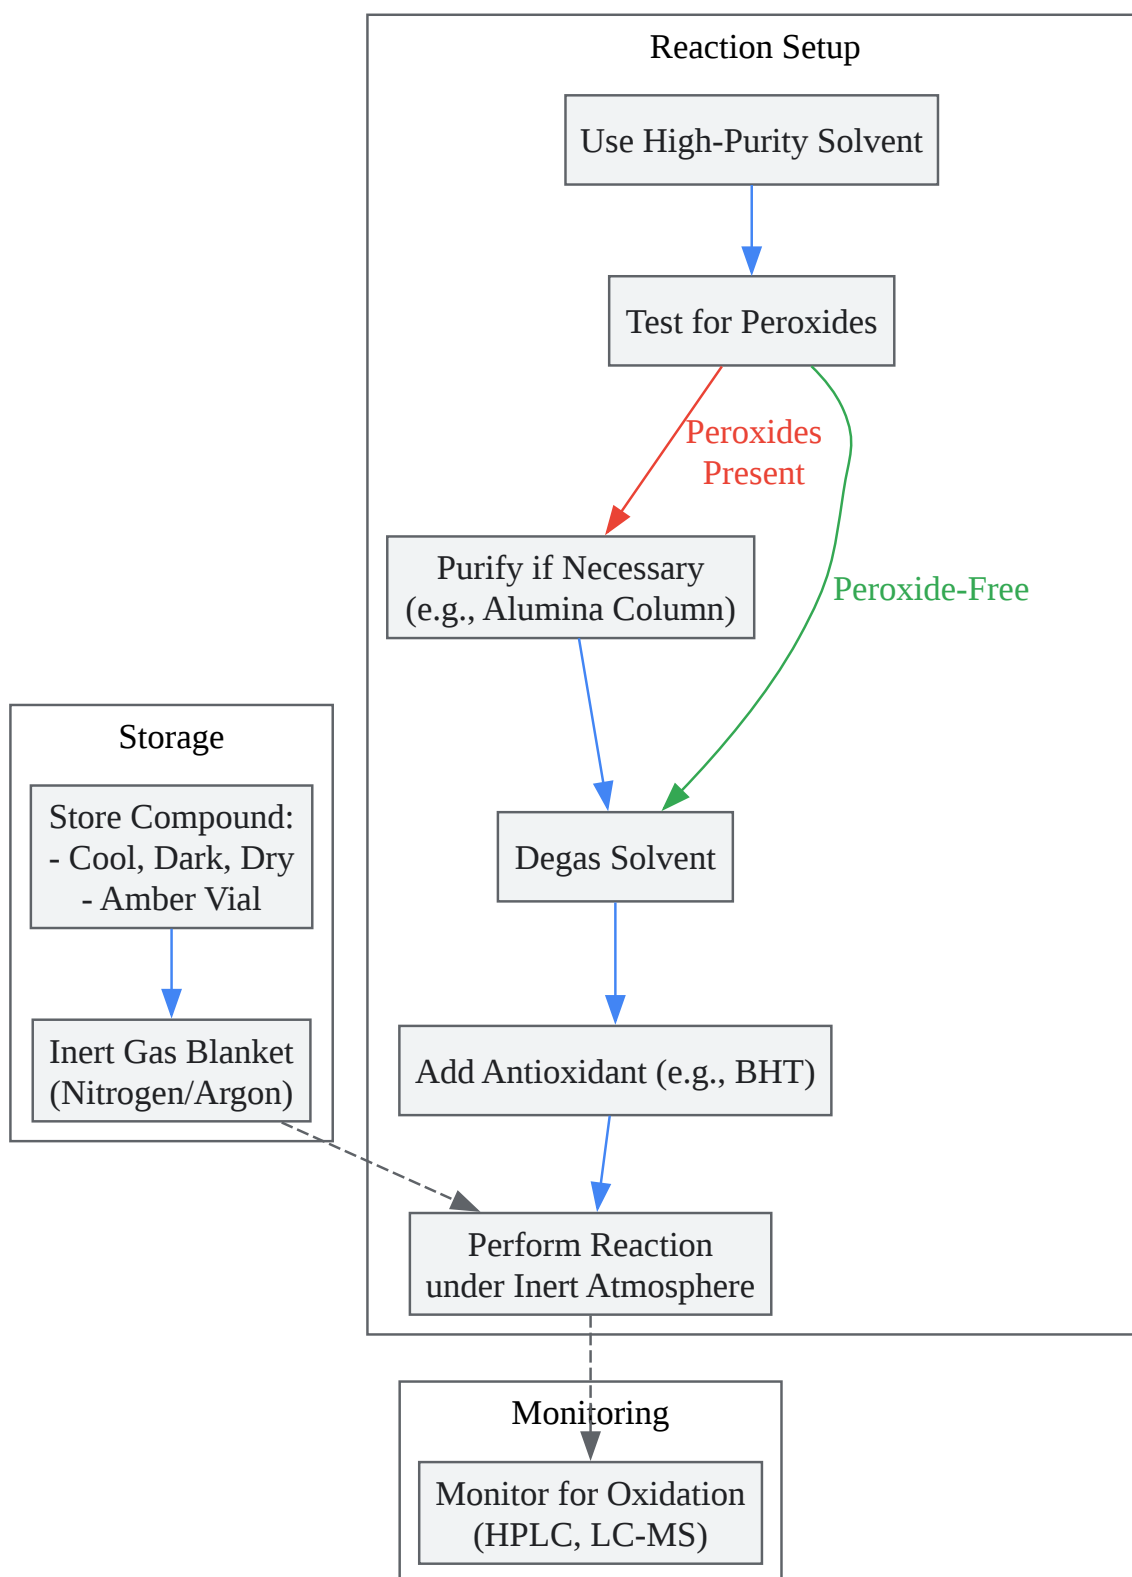 Reaction Setup
Use High-Purity Solvent
Test for Peroxides
Peroxides
Present
Purify if Necessary
(e.g., Alumina Column)
Peroxide-Free
Storage
Store Compound:
- Cool, Dark, Dry
- Amber Vial
Degas Solvent
Inert Gas Blanket
(Nitrogen/Argon)
Add Antioxidant (e.g., BHT)
Perform Reaction
under Inert Atmosphere
Monitoring
Monitor for Oxidation
(HPLC, LC-MS)